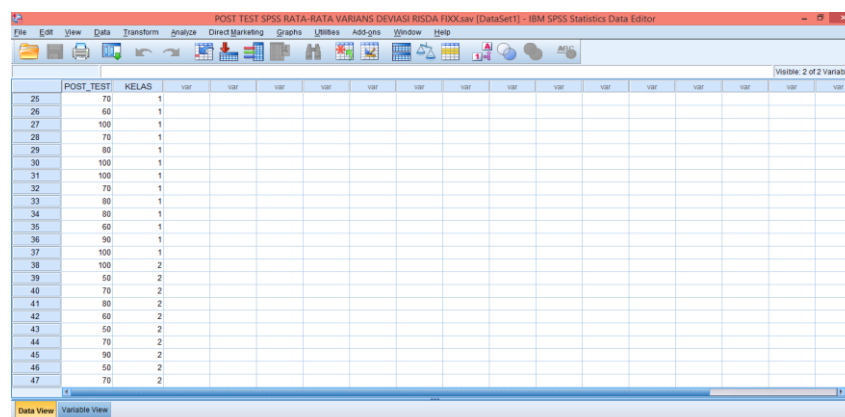 POST TEST SPSS RATA-RATA VARIANS DEVIASI RISDA FIXX.sav [DataSet1] - IBM SPSS Statistics Data Editor
File Edit View Data Transform Analyze Direct Marketing Graphs Utilities Add-ons Window Help
Visible: 2 of 2 Variab
POST_TEST KELAS var var var var var var var var var var var var var
25 70 1
26 60 1
27 100 1
28 70 1
29 80 1
30 100 1
31 100 1
32 70 1
33 80 1
34 80 1
35 60 1
36 90 1
37 100 1
38 100 2
39 50 2
40 70 2
41 80 2
42 60 2
43 50 2
44 70 2
45 90 2
46 50 2
47 70 2
Data View Variable View